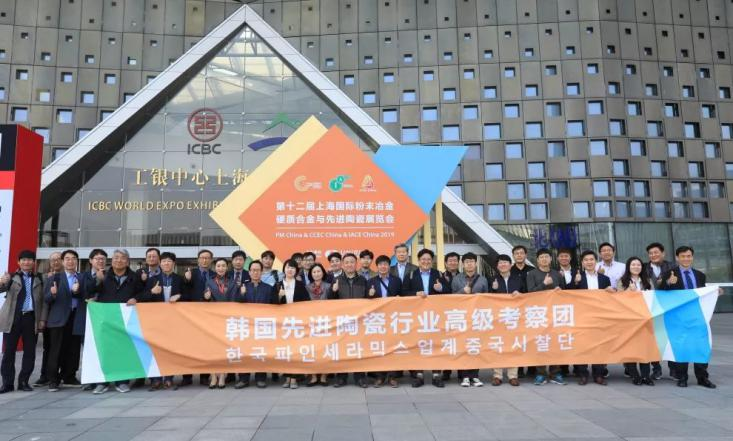 ICBC
工银中心上海
ICBC WORLD EXPO EXHIB
第十二届上海国际粉末冶金
硬质合金与先进陶瓷展览会
PM China & CCEC China & IACE China 2019
韩国先进陶瓷行业高级考察团
한국파인세라믹스업계중국시찰단